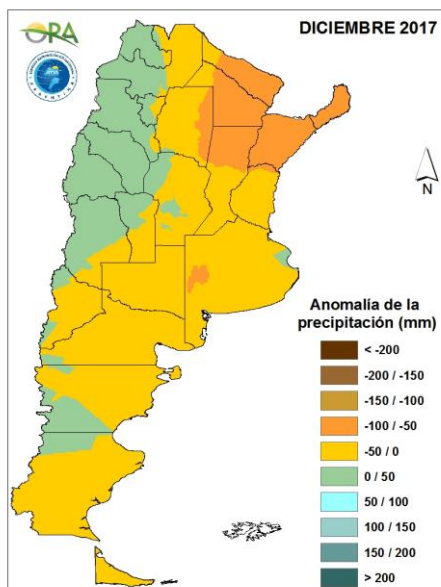 ORA
DICIEMBRE 2017
N
Anomalía de la
precipitación (mm)
< -200
-200 / -150
-150 / -100
-100 / -50
-50 / 0
0 / 50
50 / 100
100 / 150
150 / 200
> 200